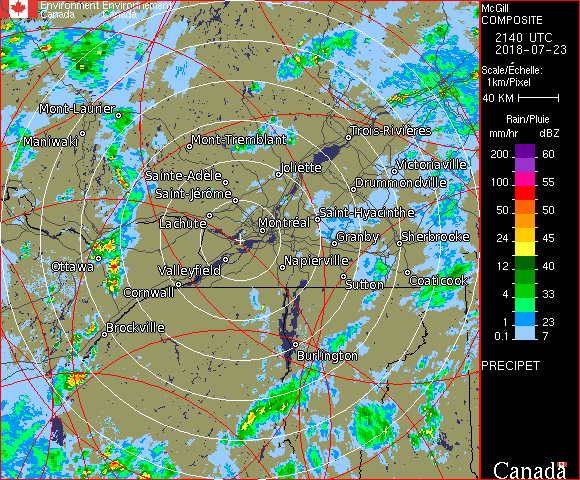 Environment Environnement
Canada Canada
McGill
COMPOSITE
2140 UTC
2018-07-23
Scale/Échelle:
1km/Pixel
40 KM
Rain/Pluie
mm/hr dBZ
200 60
100 55
50 50
50 45
24 40
12 40
4 33
1 23
0.1 7
PRECIPET
Canada
Mont-Laurier
Maniwaki
Mont-Tremblant
Trois-Rivières
Victoriaville
Joliette
Sainte-Adèle
Drummondville
Saint-Jérôme
Saint-Hyacinthe
Lachute
Montréal
Granby
Sherbrooke
Ottawa
Valleyfield
Napierville
Sutton
Coaticook
Cornwall
Brockville
Burlington